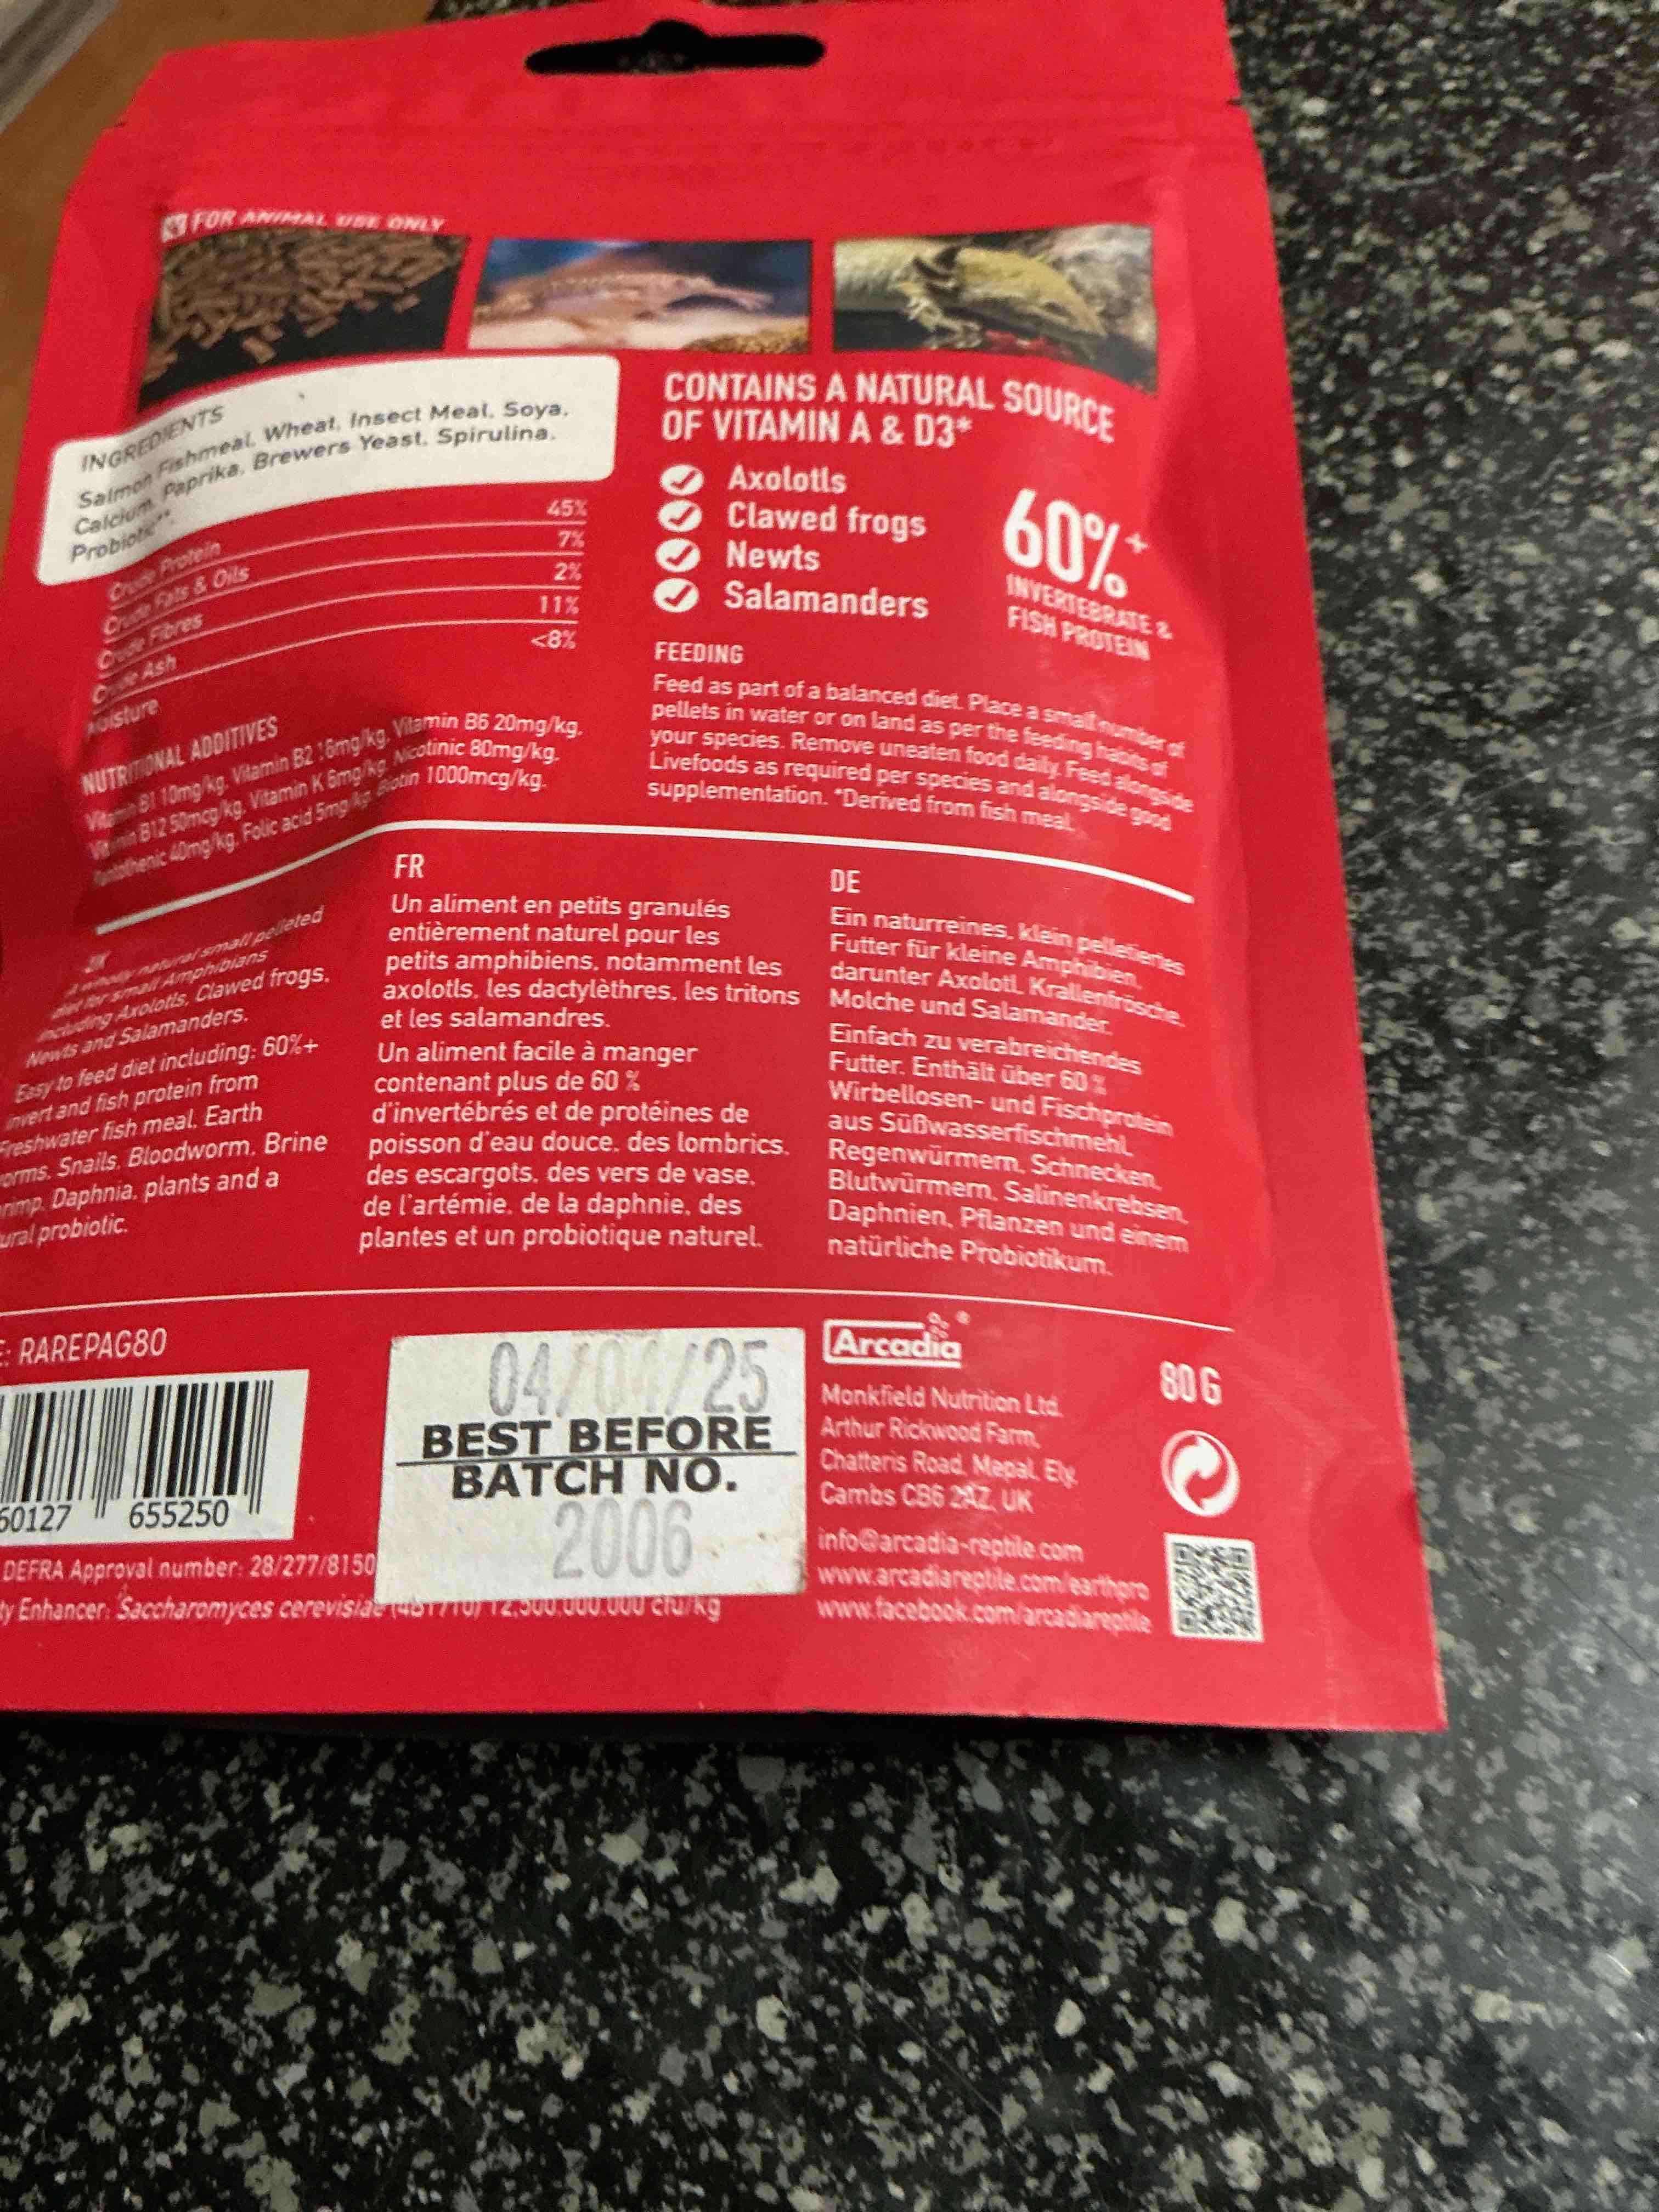 FOR ANIMAL USE ONLY
INGREDIENTS
Salmon Fishmeal, Wheat, Insect Meal, Soya,
Calcium, Paprika, Brewers Yeast, Spirulina.
Probiotic**.
Crude Protein 45%
Crude Fats & Oils 7%
Crude Fibres 2%
Crude Ash 11%
Moisture <8%
NUTRITIONAL ADDITIVES
Vitamin B1 10mg/kg, Vitamin B2 16mg/kg, Vitamin B6 20mg/kg,
Vitamin B12 50mcg/kg, Vitamin K 6mg/kg, Nicotinic 80mg/kg,
Pantothenic 40mg/kg, Folic acid 5mg/kg, Biotin 1000mcg/kg.
CONTAINS A NATURAL SOURCE
OF VITAMIN A & D3*
Axolotls
Clawed frogs
Newts
Salamanders
60%+
INVERTEBRATE &
FISH PROTEIN
FEEDING
Feed as part of a balanced diet. Place a small number of
pellets in water or on land as per the feeding habits of
your species. Remove uneaten food daily. Feed alongside
Livefoods as required per species and alongside good
supplementation. *Derived from fish meal.
UK
a wholly natural small pelleted
diet for small Amphibians
including Axolotls, Clawed frogs,
Newts and Salamanders.
Easy to feed diet including: 60%+
invert and fish protein from
Freshwater fish meal, Earth
orms, Snails, Bloodworm, Brine
rimp, Daphnia, plants and a
ural probiotic.
FR
Un aliment en petits granulés
entièrement naturel pour les
petits amphibiens, notamment les
axolotls, les dactylèthres, les tritons
et les salamandres.
Un aliment facile à manger
contenant plus de 60 %
d'invertébrés et de protéines de
poisson d'eau douce, des lombrics,
des escargots, des vers de vase,
de l'artémie, de la daphnie, des
plantes et un probiotique naturel.
DE
Ein naturreines, klein pelletiertes
Futter für kleine Amphibien,
darunter Axolotl, Krallenfrösche,
Molche und Salamander.
Einfach zu verabreichendes
Futter. Enthält über 60 %
Wirbellosen- und Fischprotein
aus Süßwasserfischmehl,
Regenwürmern, Schnecken,
Blutwürmern, Salinenkrebsen,
Daphnien, Pflanzen und einem
natürliche Probiotikum.
E: RAREPAG80
60127 655250
DEFRA Approval number: 28/277/8150
ty Enhancer: Saccharomyces cerevisiae (4b1710) 12,500,000,000 cfu/kg
BEST BEFORE
BATCH NO.
2006
Arcadia
Monkfield Nutrition Ltd.
Arthur Rickwood Farm,
Chatteris Road, Mepal, Ely,
Cambs CB6 2AZ, UK
info@arcadia-reptile.com
www.arcadiareptile.com/earthpro
www.facebook.com/arcadiareptile
80G